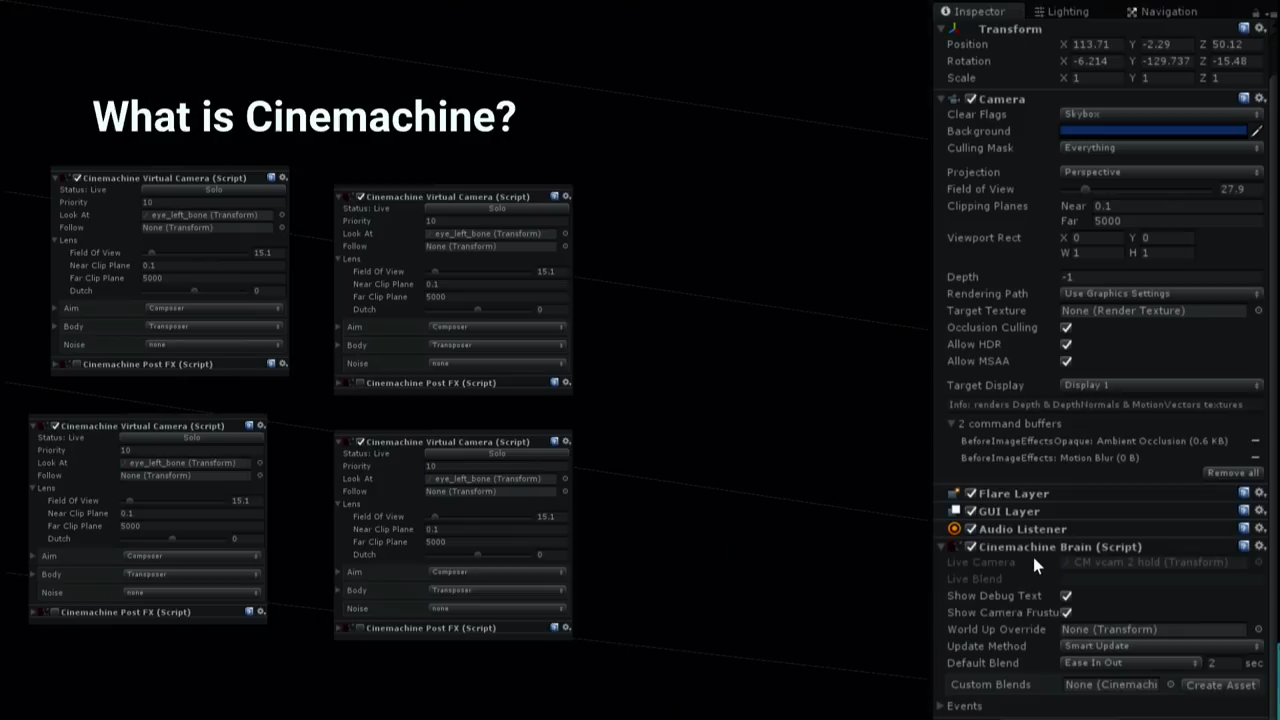 What is Cinemachine?
Cinemachine Virtual Camera (Script)
Status: Live Solo
Priority 10
Look At eye_left_bone (Transform)
Follow None (Transform)
Lens
Field Of View 15.1
Near Clip Plane 0.1
Far Clip Plane 5000
Dutch 0
Aim Composer
Body Transposer
Noise none
Cinemachine Post FX (Script)
Cinemachine Virtual Camera (Script)
Status: Live Solo
Priority 10
Look At eye_left_bone (Transform)
Follow None (Transform)
Lens
Field Of View 15.1
Near Clip Plane 0.1
Far Clip Plane 5000
Dutch 0
Aim Composer
Body Transposer
Noise none
Cinemachine Post FX (Script)
Cinemachine Virtual Camera (Script)
Status: Live Solo
Priority 10
Look At eye_left_bone (Transform)
Follow None (Transform)
Lens
Field Of View 15.1
Near Clip Plane 0.1
Far Clip Plane 5000
Dutch 0
Aim Composer
Body Transposer
Noise none
Cinemachine Post FX (Script)
Cinemachine Virtual Camera (Script)
Status: Live Solo
Priority 10
Look At eye_left_bone (Transform)
Follow None (Transform)
Lens
Field Of View 15.1
Near Clip Plane 0.1
Far Clip Plane 5000
Dutch 0
Aim Composer
Body Transposer
Noise none
Cinemachine Post FX (Script)
Inspector Lighting Navigation
Transform
Position X 113.71 Y -2.29 Z 50.12
Rotation X -6.214 Y -129.737 Z -15.48
Scale X 1 Y 1 Z 1
Camera
Clear Flags Skybox
Background
Culling Mask Everything
Projection Perspective
Field of View 27.9
Clipping Planes Near 0.1
Far 5000
Viewport Rect X 0 Y 0
W 1 H 1
Depth -1
Rendering Path Use Graphics Settings
Target Texture None (Render Texture)
Occlusion Culling
Allow HDR
Allow MSAA
Target Display Display 1
Info: renders Depth & DepthNormals & MotionVectors textures
2 command buffers
BeforeImageEffectsOpaque: Ambient Occlusion (0.6 KB)
BeforeImageEffects: Motion Blur (0 B)
Remove all
Flare Layer
GUI Layer
Audio Listener
Cinemachine Brain (Script)
Live Camera CM vcam 2 hold (Transform)
Live Blend
Show Debug Text
Show Camera Frustu
World Up Override None (Transform)
Update Method Smart Update
Default Blend Ease In Out 2 sec
Custom Blends None (Cinemachi Create Asset
Events